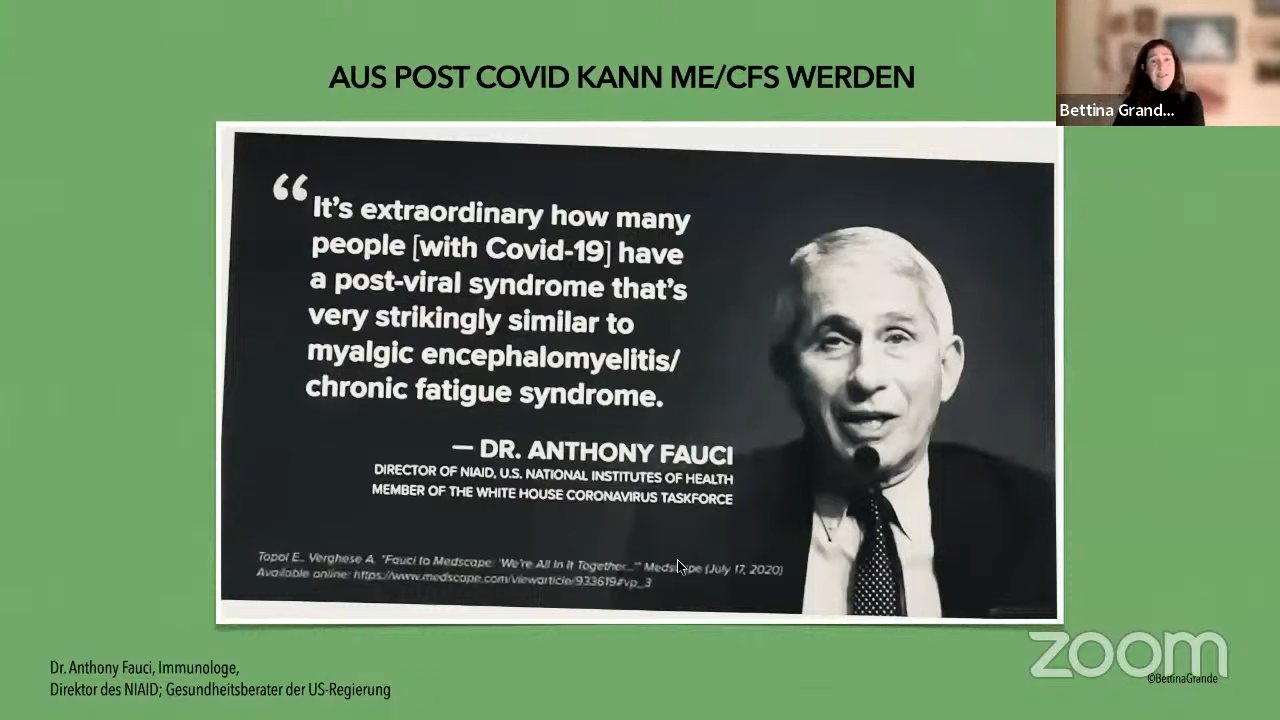 AUS POST COVID KANN ME/CFS WERDEN
Bettina Grand...
“It’s extraordinary how many
people [with Covid-19] have
a post-viral syndrome that’s
very strikingly similar to
myalgic encephalomyelitis/
chronic fatigue syndrome.
— DR. ANTHONY FAUCI
DIRECTOR OF NIAID, U.S. NATIONAL INSTITUTES OF HEALTH
MEMBER OF THE WHITE HOUSE CORONAVIRUS TASKFORCE
Topol E., Verghese A. "Fauci to Medscape: 'We're All In It Together...'" Medscape (July 17, 2020)
Available online: https://www.medscape.com/viewarticle/933619#vp_3
Dr. Anthony Fauci, Immunologe,
Direktor des NIAID; Gesundheitsberater der US-Regierung
zoom
©BettinaGrande